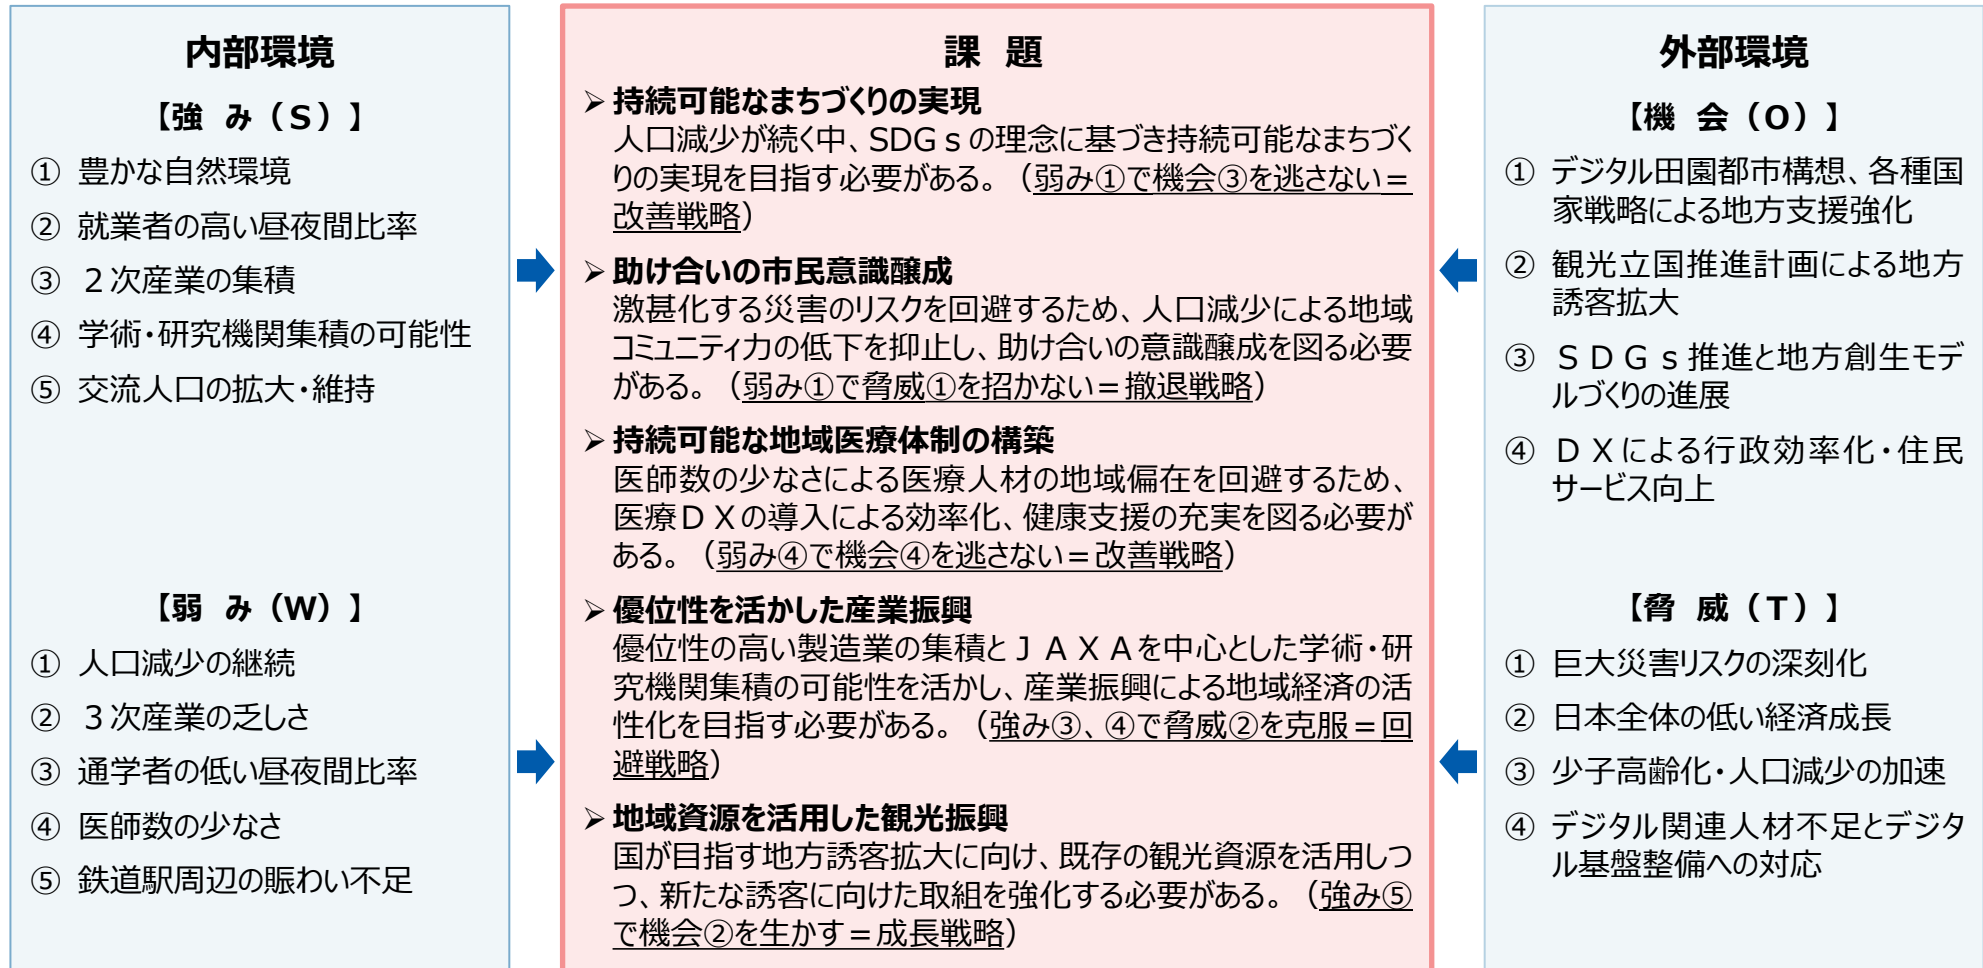 内部環境
【強 み（S）】
① 豊かな自然環境
② 就業者の高い昼夜間比率
③ ２次産業の集積
④ 学術・研究機関集積の可能性
⑤ 交流人口の拡大・維持
【弱 み（W）】
① 人口減少の継続
② ３次産業の乏しさ
③ 通学者の低い昼夜間比率
④ 医師数の少なさ
⑤ 鉄道駅周辺の賑わい不足
課 題
➢ 持続可能なまちづくりの実現
人口減少が続く中、SDGｓの理念に基づき持続可能なまちづく
りの実現を目指す必要がある。（弱み①で機会③を逃さない＝
改善戦略）
➢ 助け合いの市民意識醸成
激甚化する災害のリスクを回避するため、人口減少による地域
コミュニティ力の低下を抑止し、助け合いの意識醸成を図る必要
がある。（弱み①で脅威①を招かない＝撤退戦略）
➢ 持続可能な地域医療体制の構築
医師数の少なさによる医療人材の地域偏在を回避するため、
医療ＤＸの導入による効率化、健康支援の充実を図る必要が
ある。（弱み④で機会④を逃さない＝改善戦略）
➢ 優位性を活かした産業振興
優位性の高い製造業の集積とＪＡＸＡを中心とした学術・研
究機関集積の可能性を活かし、産業振興による地域経済の活
性化を目指す必要がある。（強み③、④で脅威②を克服＝回
避戦略）
➢ 地域資源を活用した観光振興
国が目指す地方誘客拡大に向け、既存の観光資源を活用しつ
つ、新たな誘客に向けた取組を強化する必要がある。（強み⑤
で機会②を生かす＝成長戦略）
外部環境
【機 会（O）】
① デジタル田園都市構想、各種国
家戦略による地方支援強化
② 観光立国推進計画による地方
誘客拡大
③ ＳＤＧｓ推進と地方創生モデ
ルづくりの進展
④ ＤＸによる行政効率化・住民
サービス向上
【脅 威（T）】
① 巨大災害リスクの深刻化
② 日本全体の低い経済成長
③ 少子高齢化・人口減少の加速
④ デジタル関連人材不足とデジタ
ル基盤整備への対応